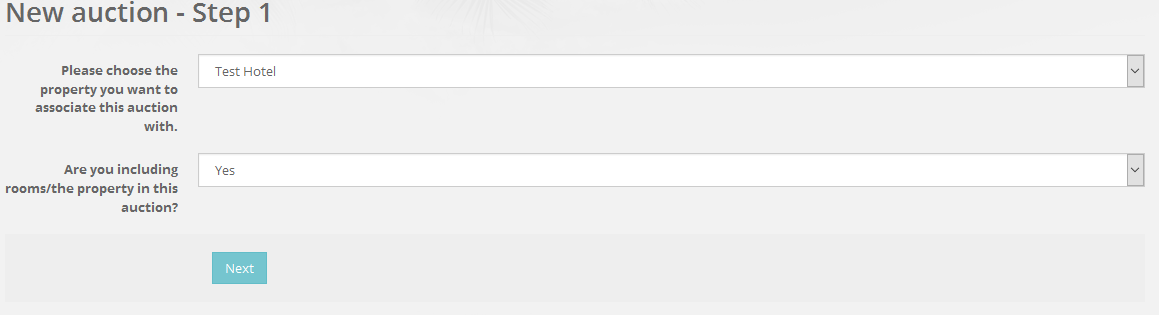 New auction - Step 1
Please choose the
property you want to
associate this auction
with.
Test Hotel
Are you including
rooms/the property in this
auction?
Yes
Next